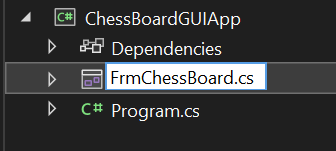 ChessBoardGUIApp
Dependencies
FrmChessBoard.cs
C# Program.cs